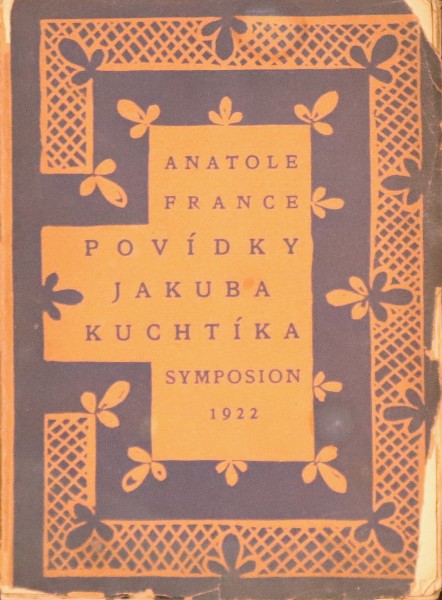 ANATOLE
FRANCE
POVÍDKY
JAKUBA
KUCHTÍKA
SYMPOSION
1922